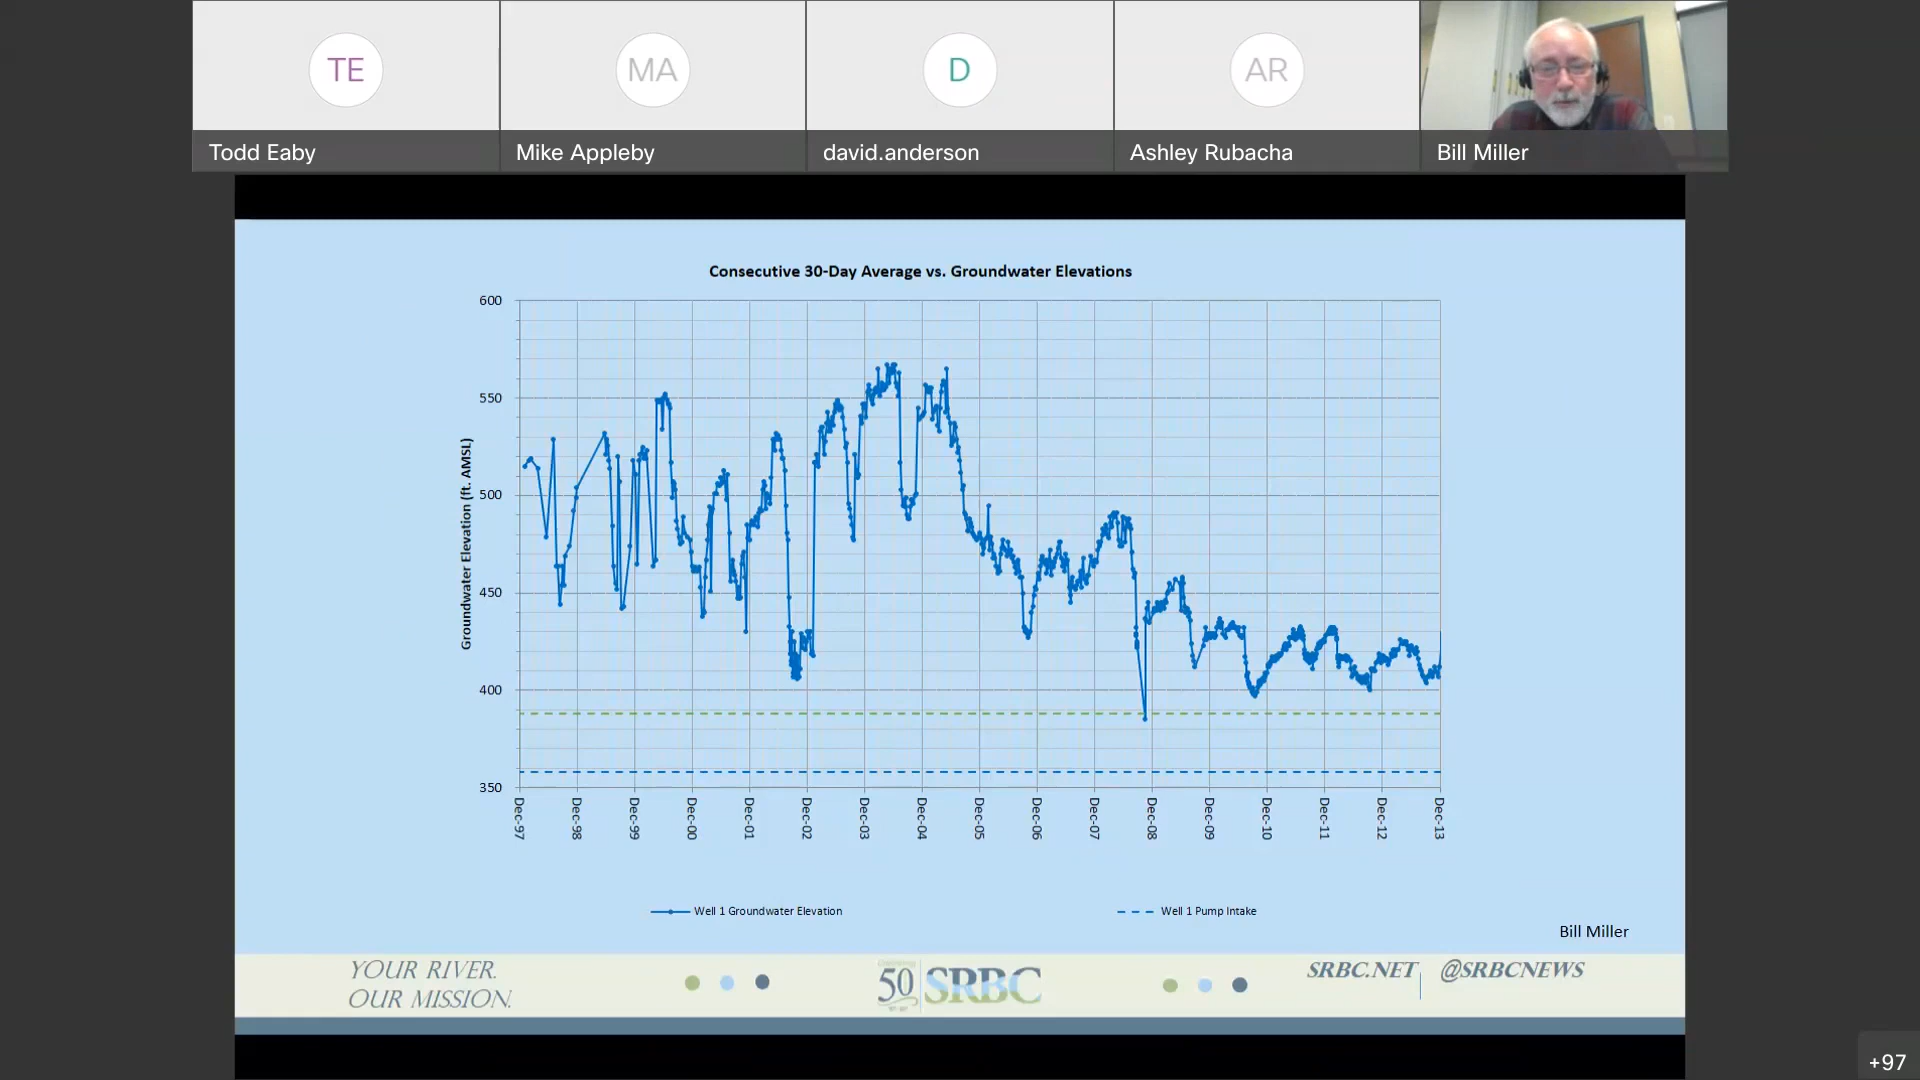 TE
MA
D
AR
Todd Eaby
Mike Appleby
david.anderson
Ashley Rubacha
Bill Miller
Consecutive 30-Day Average vs. Groundwater Elevations
Groundwater Elevation (ft. AMSL)
600
550
500
450
400
350
Dec-97
Dec-98
Dec-99
Dec-00
Dec-01
Dec-02
Dec-03
Dec-04
Dec-05
Dec-06
Dec-07
Dec-08
Dec-09
Dec-10
Dec-11
Dec-12
Dec-13
Well 1 Groundwater Elevation
Well 1 Pump Intake
Bill Miller
YOUR RIVER.
OUR MISSION.
50 SRBC
SRBC.NET
@SRBCNEWS
+97